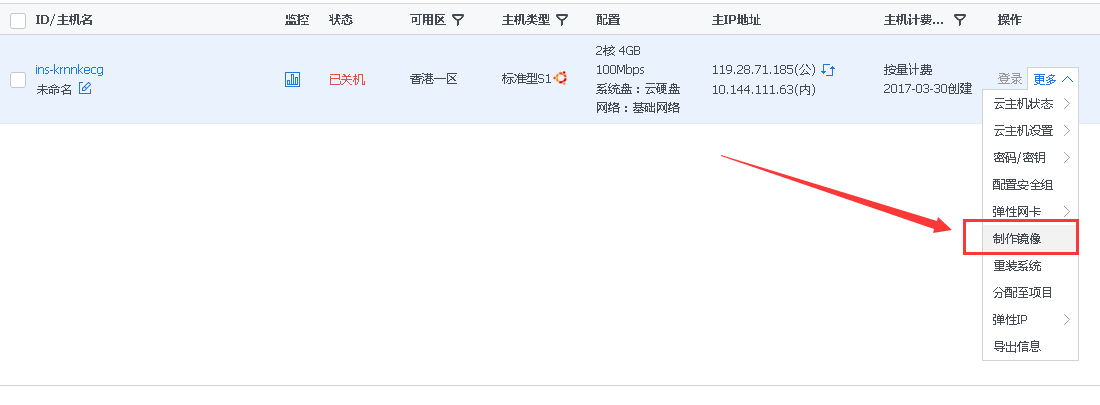 ID/主机名 监控 状态 可用区 主机类型 配置 主IP地址 主机计费... 操作
ins-krnnkecg
未命名
已关机
香港一区
标准型S1
2核 4GB
100Mbps
系统盘：云硬盘
网络：基础网络
119.28.71.185(公)
10.144.111.63(内)
按量计费
2017-03-30创建
登录 更多
云主机状态
云主机设置
密码/密钥
配置安全组
弹性网卡
制作镜像
重装系统
分配至项目
弹性IP
导出信息